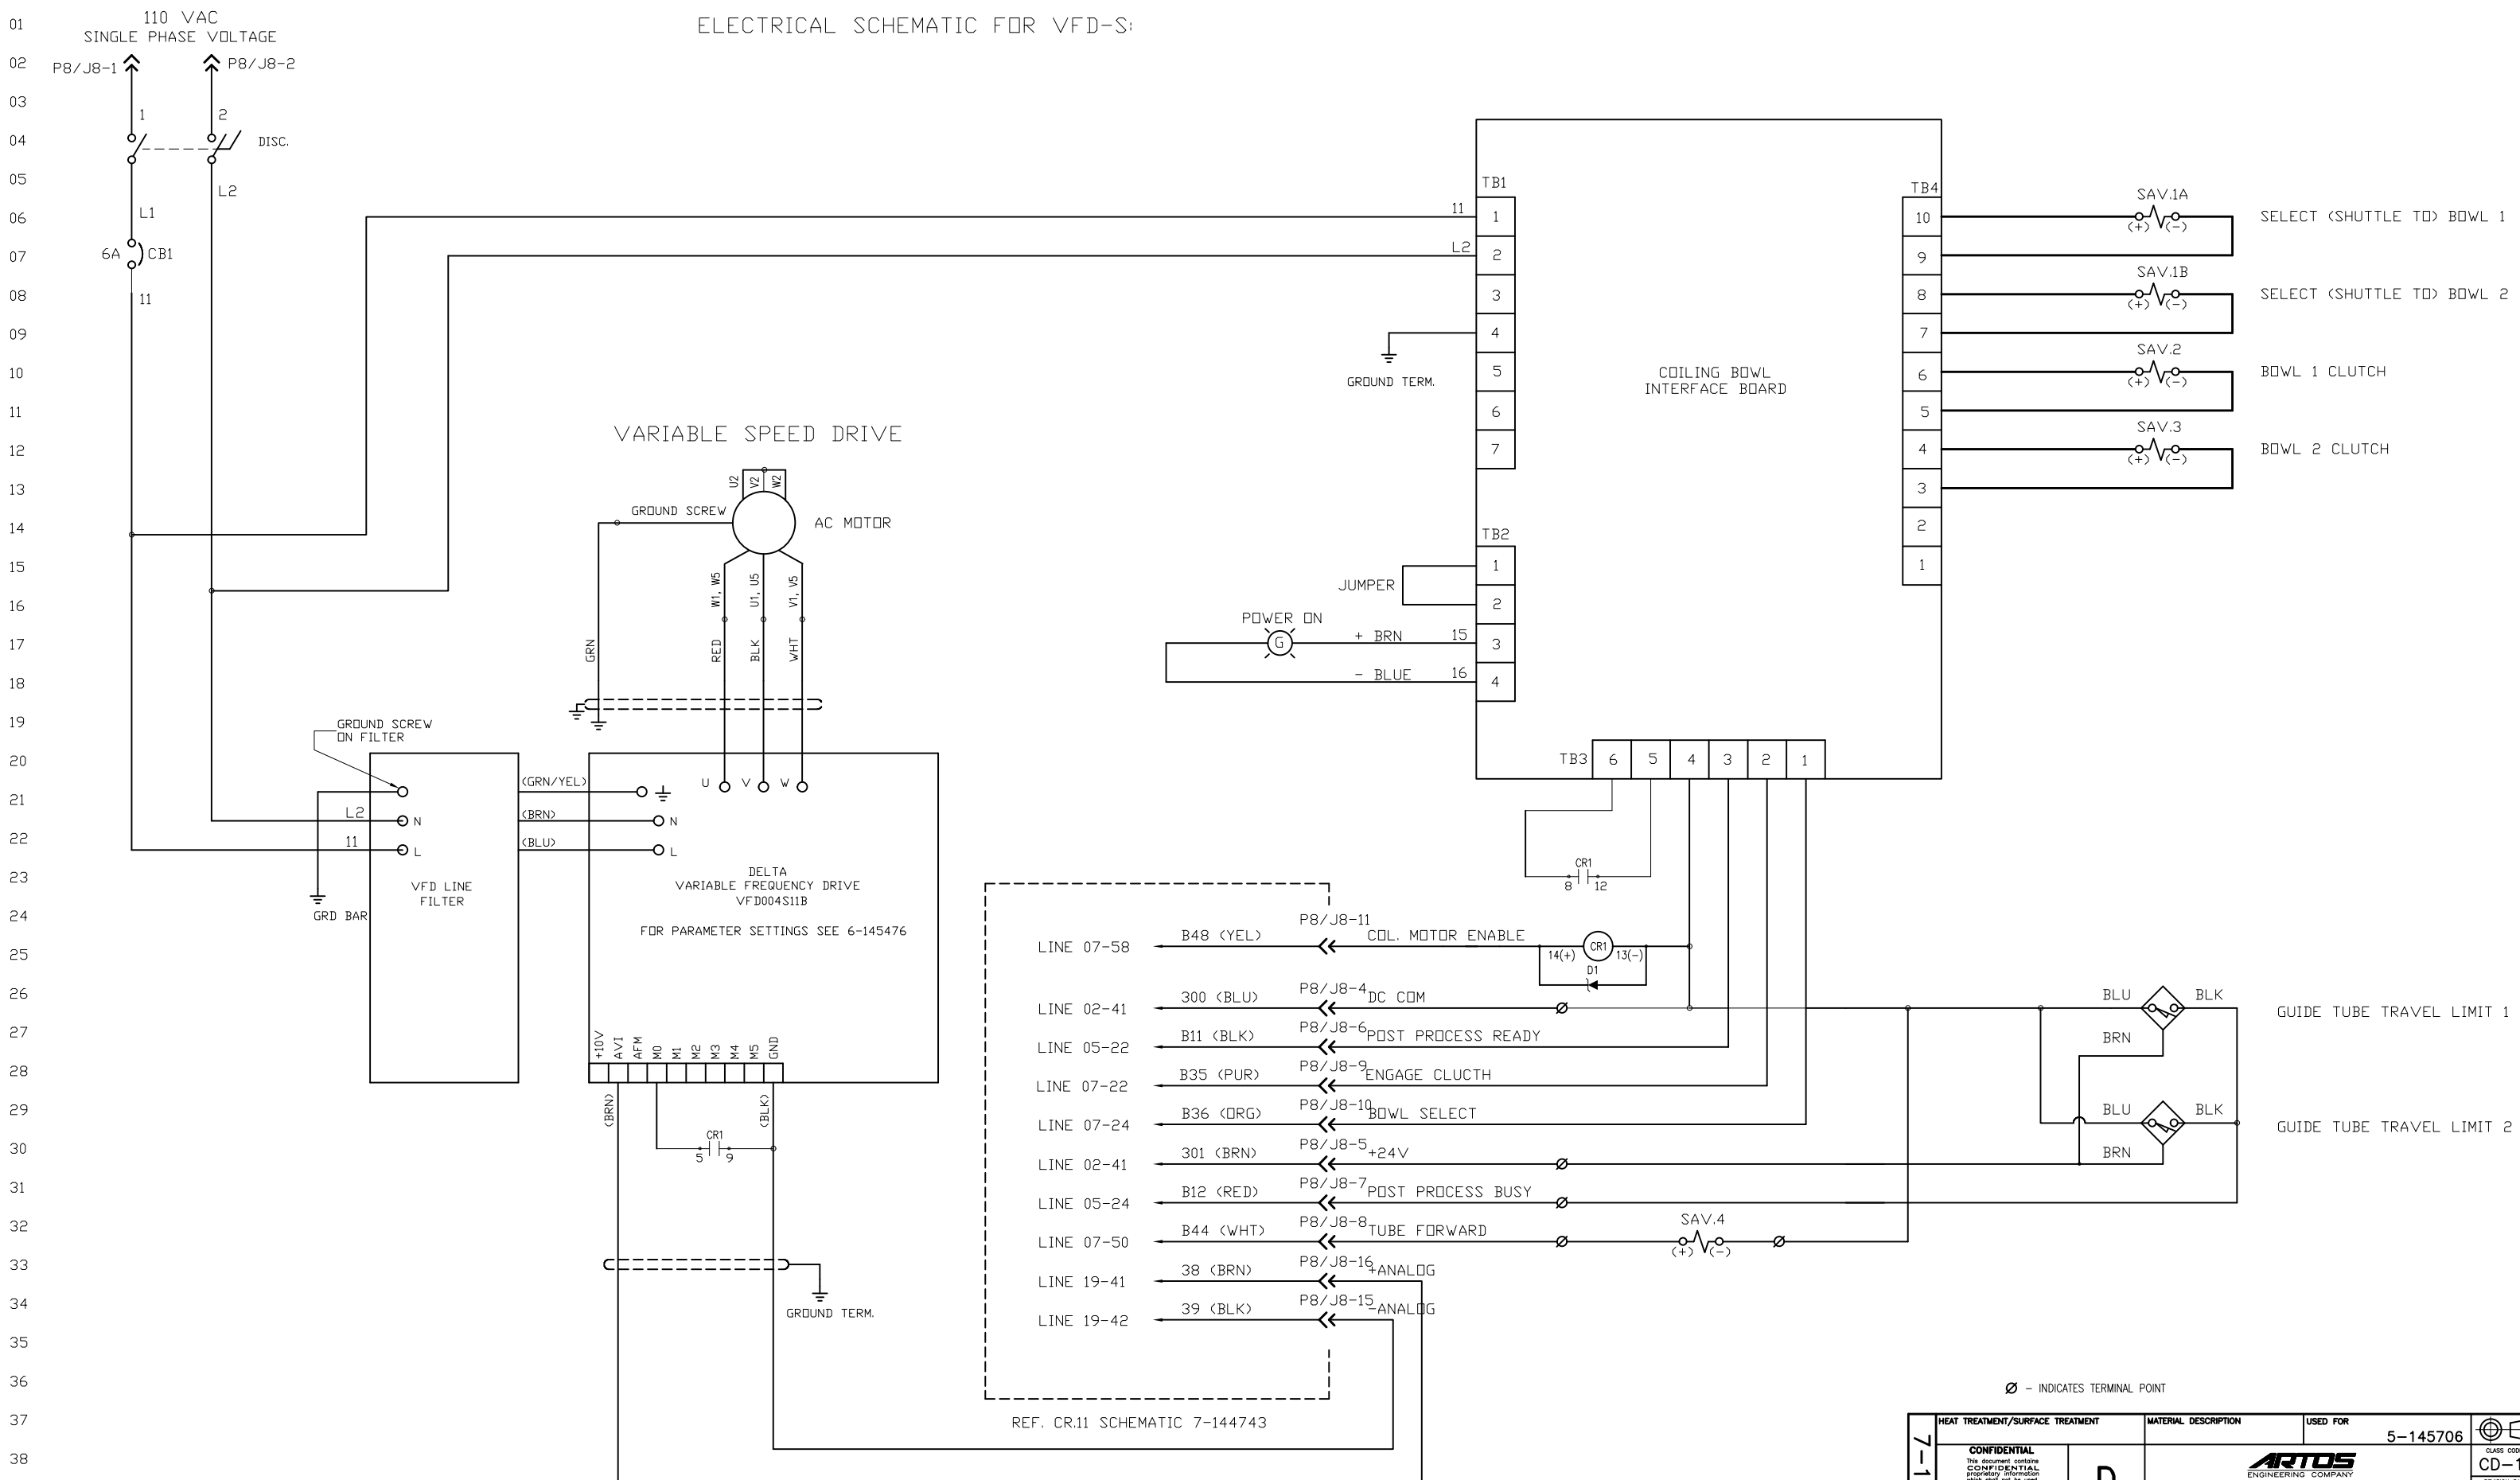 ELECTRICAL SCHEMATIC FOR VFD-S:
01
02
03
04
05
06
07
08
09
10
11
12
13
14
15
16
17
18
19
20
21
22
23
24
25
26
27
28
29
30
31
32
33
34
35
36
37
38
110 VAC
SINGLE PHASE VOLTAGE
P8/J8-1
P8/J8-2
1
2
DISC.
L2
L1
6A
CB1
11
VARIABLE SPEED DRIVE
U2
V2
W2
GROUND SCREW
AC MOTOR
W1, W5
U1, U5
V1, V5
GRN
RED
BLK
WHT
GROUND SCREW
ON FILTER
L2
N
11
L
GRD BAR
VFD LINE
FILTER
(GRN/YEL)
(BRN)
(BLU)
U
V
W
N
L
DELTA
VARIABLE FREQUENCY DRIVE
VFD004S11B
FOR PARAMETER SETTINGS SEE 6-145476
+10V
AVI
AFM
M0
M1
M2
M3
M4
M5
GND
(BRN)
(BLK)
CR1
5
9
GROUND TERM.
TB1
11
1
L2
2
3
4
5
6
7
GROUND TERM.
COILING BOWL
INTERFACE BOARD
TB2
1
2
3
4
JUMPER
POWER ON
G
+ BRN
15
- BLUE
16
TB3
6
5
4
3
2
1
CR1
8
12
TB4
10
9
8
7
6
5
4
3
2
1
SAV.1A
(+)
(-)
SELECT (SHUTTLE TO) BOWL 1
SAV.1B
(+)
(-)
SELECT (SHUTTLE TO) BOWL 2
SAV.2
(+)
(-)
BOWL 1 CLUTCH
SAV.3
(+)
(-)
BOWL 2 CLUTCH
LINE 07-58
B48 (YEL)
P8/J8-11
COL. MOTOR ENABLE
14(+)
CR1
13(-)
D1
LINE 02-41
300 (BLU)
P8/J8-4
DC COM
LINE 05-22
B11 (BLK)
P8/J8-6
POST PROCESS READY
LINE 07-22
B35 (PUR)
P8/J8-9
ENGAGE CLUCTH
LINE 07-24
B36 (ORG)
P8/J8-10
BOWL SELECT
LINE 02-41
301 (BRN)
P8/J8-5
+24V
LINE 05-24
B12 (RED)
P8/J8-7
POST PROCESS BUSY
LINE 07-50
B44 (WHT)
P8/J8-8
TUBE FORWARD
SAV.4
(+)
(-)
LINE 19-41
38 (BRN)
P8/J8-16
+ANALOG
LINE 19-42
39 (BLK)
P8/J8-15
-ANALOG
REF. CR.11 SCHEMATIC 7-144743
BLU
BLK
BRN
GUIDE TUBE TRAVEL LIMIT 1
BLU
BLK
BRN
GUIDE TUBE TRAVEL LIMIT 2
Ø - INDICATES TERMINAL POINT
HEAT TREATMENT/SURFACE TREATMENT
MATERIAL DESCRIPTION
USED FOR
5-145706
7-1
CONFIDENTIAL
This document contains
CONFIDENTIAL
proprietary information
D
ARTOS
ENGINEERING COMPANY
CLASS COD
CD-1